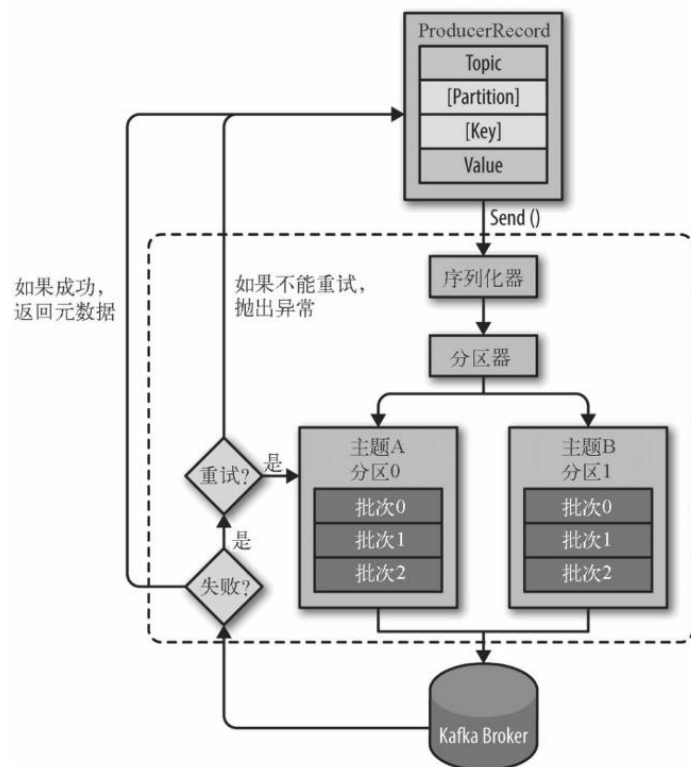 ProducerRecord
Topic
[Partition]
[Key]
Value
Send ()
序列化器
分区器
如果成功，
返回元数据
如果不能重试，
抛出异常
主题A
分区0
批次0
批次1
批次2
主题B
分区1
批次0
批次1
批次2
重试?
是
是
失败?
Kafka Broker